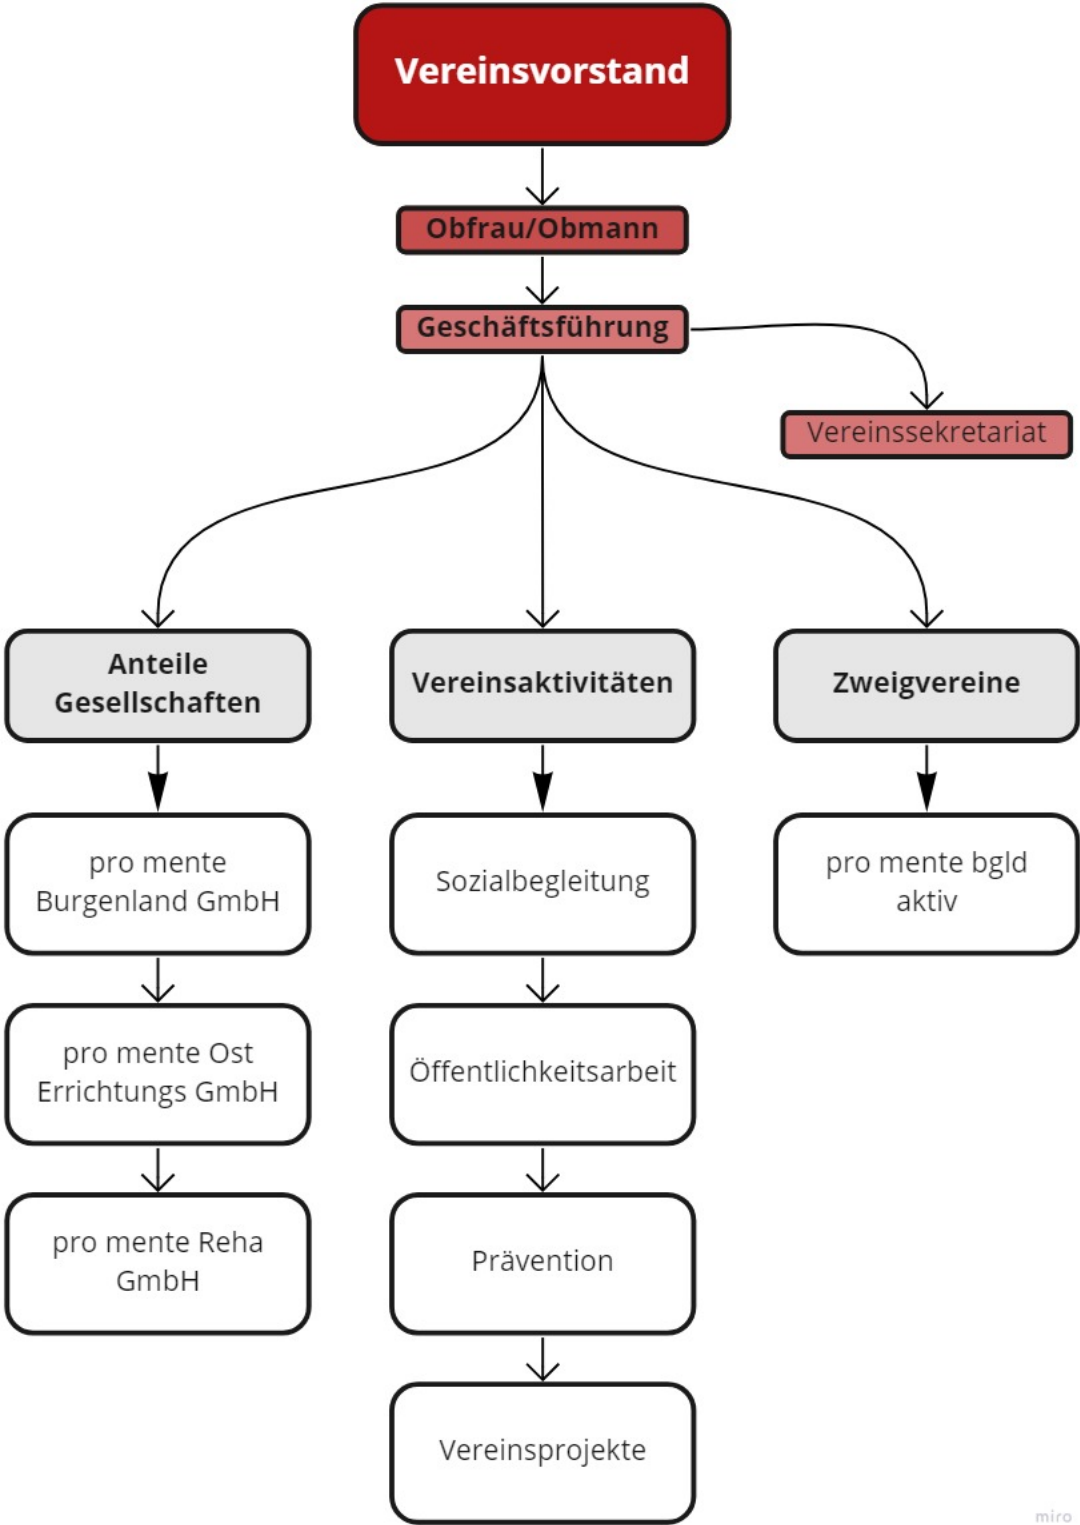 Vereinsvorstand
Obfrau/Obmann
Geschäftsführung
Vereinssekretariat
Anteile
Gesellschaften
Vereinsaktivitäten
Zweigvereine
pro mente
Burgenland GmbH
Sozialbegleitung
pro mente bgld
aktiv
pro mente Ost
Errichtungs GmbH
Öffentlichkeitsarbeit
pro mente Reha
GmbH
Prävention
Vereinsprojekte
miro